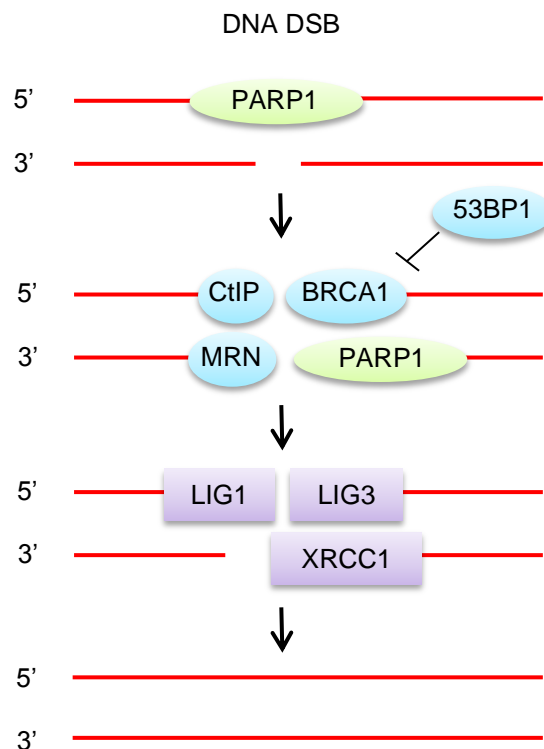 DNA DSB
5’ PARP1
3’
53BP1
5’ CtIP BRCA1
3’ MRN PARP1
5’ LIG1 LIG3
3’ XRCC1
5’
3’